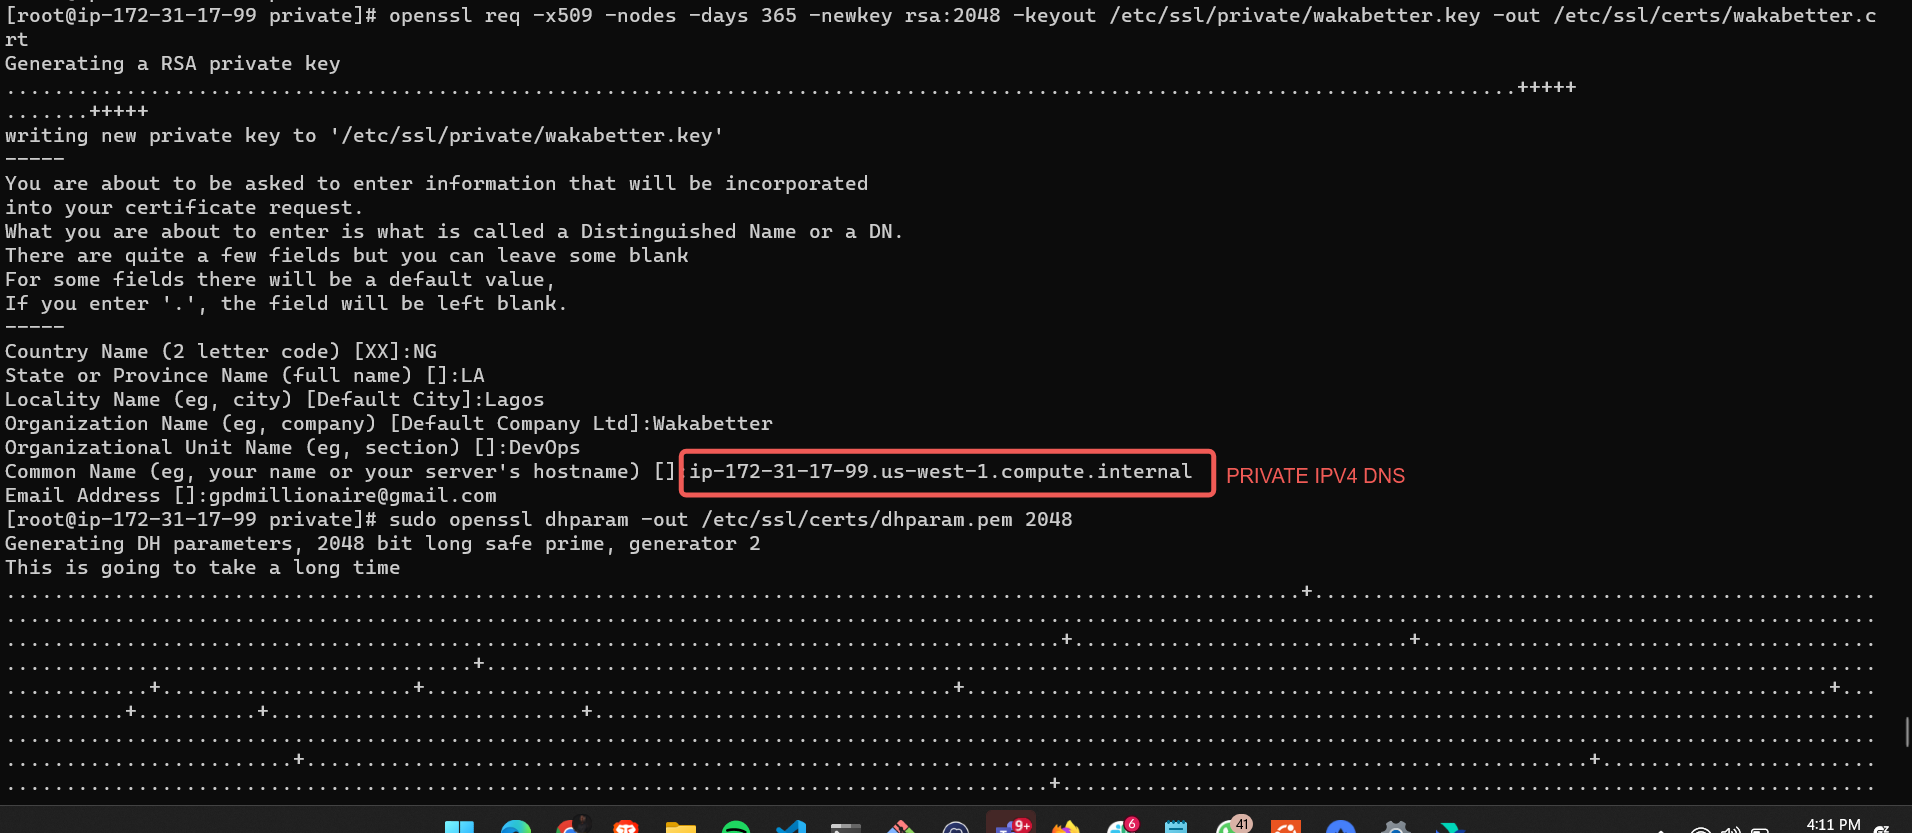 [root@ip-172-31-17-99 private]# openssl req -x509 -nodes -days 365 -newkey rsa:2048 -keyout /etc/ssl/private/wakabetter.key -out /etc/ssl/certs/wakabetter.c
rt
Generating a RSA private key
..............................................................................................................................+++++
.......+++++
writing new private key to '/etc/ssl/private/wakabetter.key'
-----
You are about to be asked to enter information that will be incorporated
into your certificate request.
What you are about to enter is what is called a Distinguished Name or a DN.
There are quite a few fields but you can leave some blank
For some fields there will be a default value,
If you enter '.', the field will be left blank.
-----
Country Name (2 letter code) [XX]:NG
State or Province Name (full name) []:LA
Locality Name (eg, city) [Default City]:Lagos
Organization Name (eg, company) [Default Company Ltd]:Wakabetter
Organizational Unit Name (eg, section) []:DevOps
Common Name (eg, your name or your server's hostname) []:ip-172-31-17-99.us-west-1.compute.internal PRIVATE IPV4 DNS
Email Address []:gpdmillionaire@gmail.com
[root@ip-172-31-17-99 private]# sudo openssl dhparam -out /etc/ssl/certs/dhparam.pem 2048
Generating DH parameters, 2048 bit long safe prime, generator 2
This is going to take a long time
............................................................................................................+...............................................
............................................................................................................................................................
........................................................................................+............................+......................................
.......................................+....................................................................................................................
............+.....................+............................................+........................................................................+...
..........+..........+..........................+...........................................................................................................
............................................................................................................................................................
........................+...........................................................................................................+.......................
.......................................................................................+....................................................................
9+ 6 41 4:11 PM